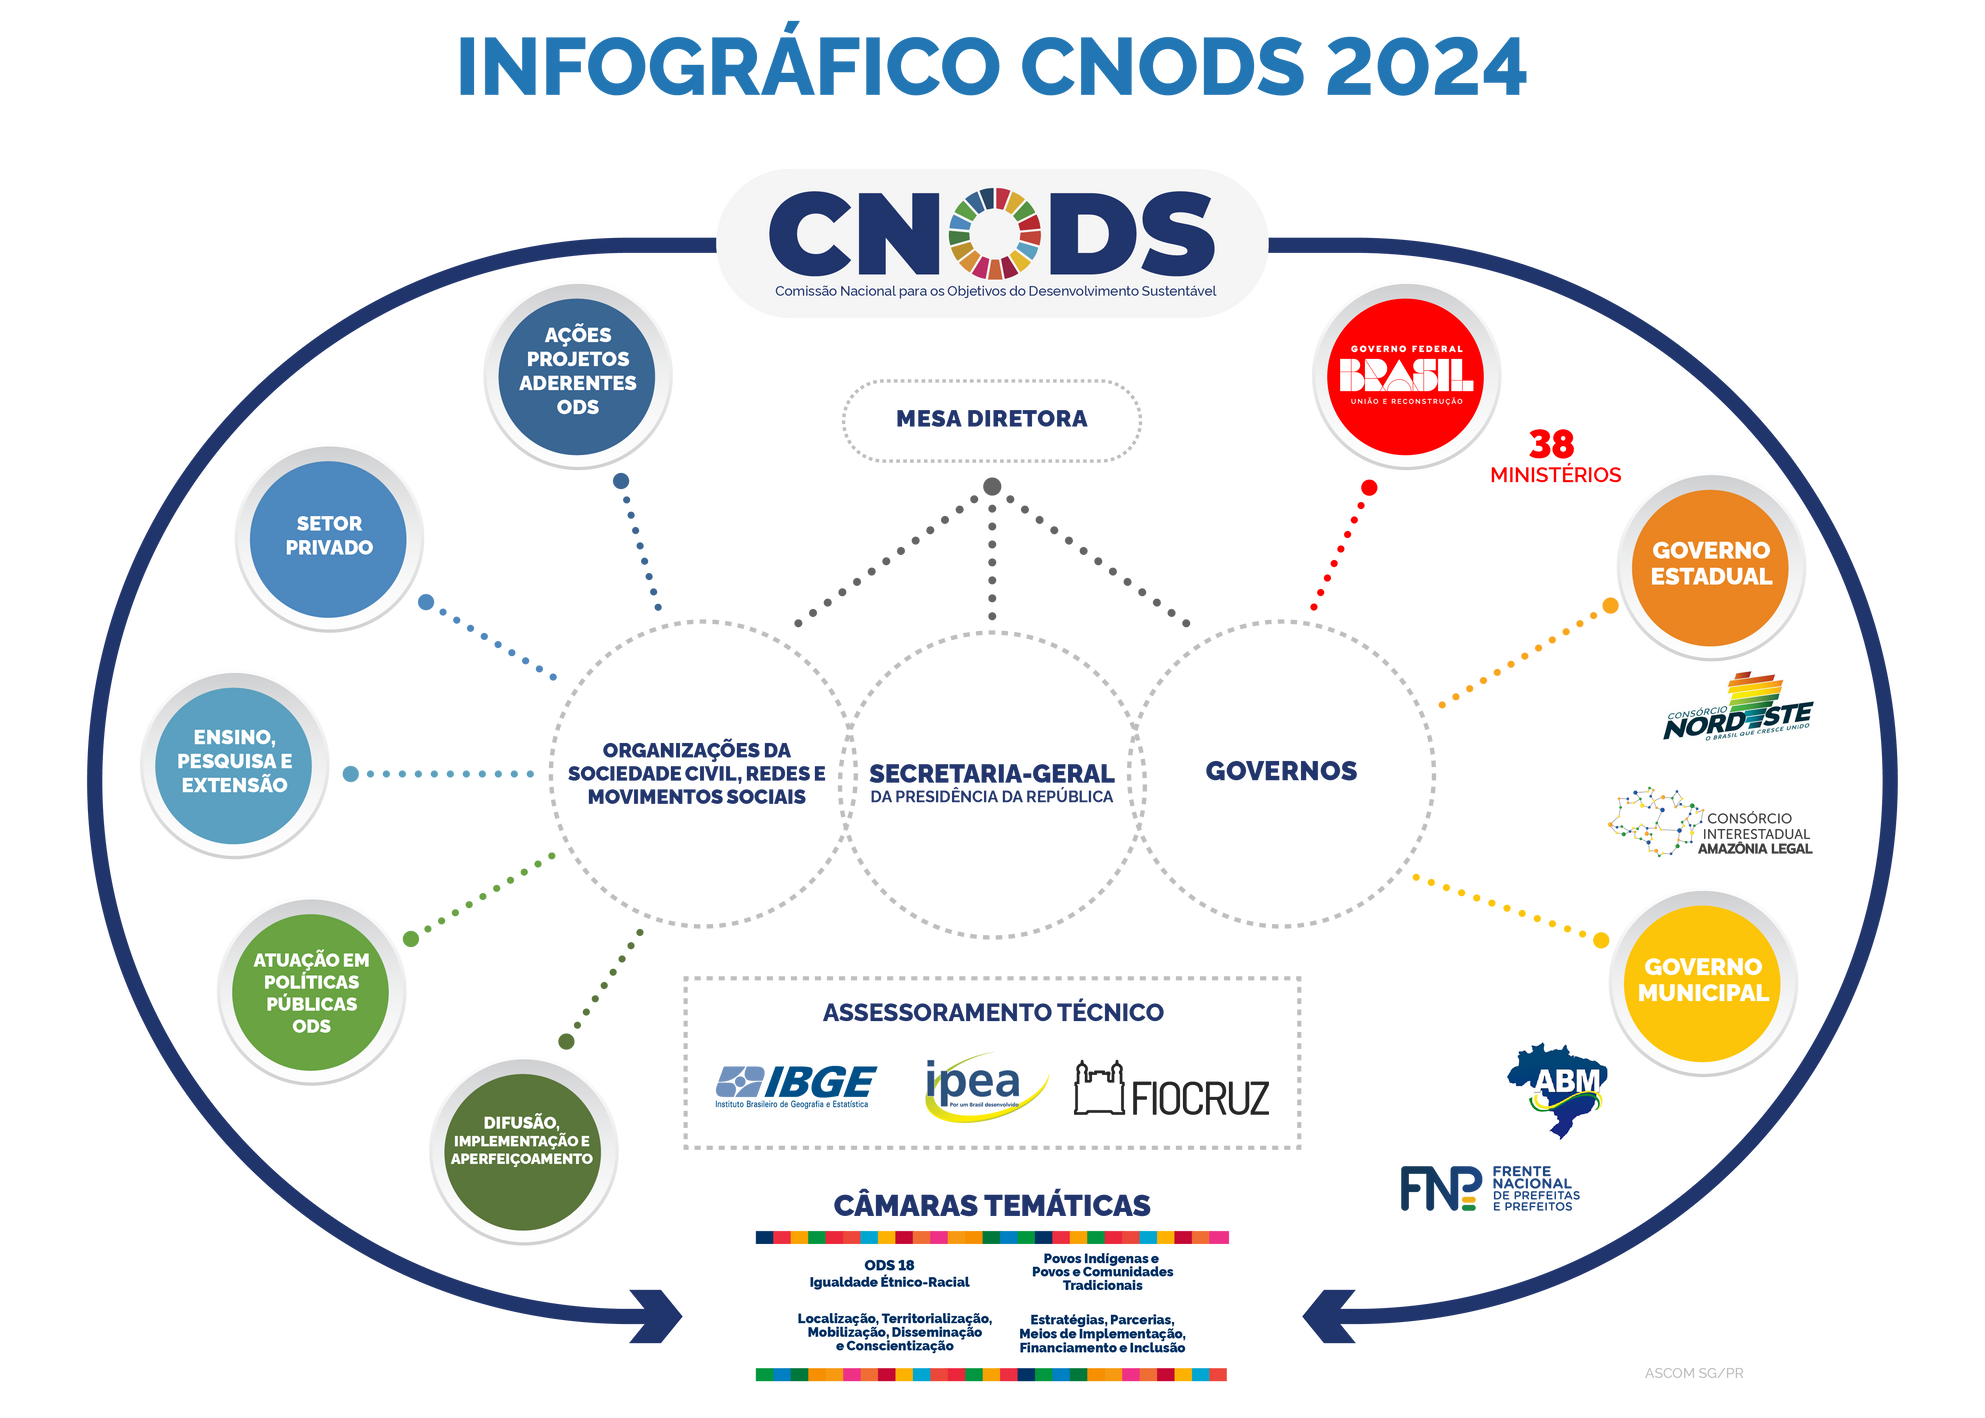 INFOGRÁFICO CNODS 2024
CNODS
Comissão Nacional para os Objetivos do Desenvolvimento Sustentável
AÇÕES
PROJETOS
ADERENTES
ODS
SETOR
PRIVADO
ENSINO,
PESQUISA E
EXTENSÃO
ATUAÇÃO EM
POLÍTICAS
PÚBLICAS
ODS
DIFUSÃO,
IMPLEMENTAÇÃO E
APERFEIÇOAMENTO
MESA DIRETORA
ORGANIZAÇÕES DA
SOCIEDADE CIVIL, REDES E
MOVIMENTOS SOCIAIS
SECRETARIA-GERAL
DA PRESIDÊNCIA DA REPÚBLICA
GOVERNOS
GOVERNO FEDERAL
BRASIL
UNIÃO E RECONSTRUÇÃO
38
MINISTÉRIOS
GOVERNO
ESTADUAL
CONSÓRCIO
NORDESTE
O BRASIL QUE CRESCE UNIDO
CONSÓRCIO
INTERESTADUAL
AMAZÔNIA LEGAL
GOVERNO
MUNICIPAL
ABM
FNP
FRENTE
NACIONAL
DE PREFEITAS
E PREFEITOS
ASSESSORAMENTO TÉCNICO
IBGE
Instituto Brasileiro de Geografia e Estatística
ipea
Por um Brasil desenvolvido
FIOCRUZ
CÂMARAS TEMÁTICAS
ODS 18
Igualdade Étnico-Racial
Povos Indígenas e
Povos e Comunidades
Tradicionais
Localização, Territorialização,
Mobilização, Disseminação
e Conscientização
Estratégias, Parcerias,
Meios de Implementação,
Financiamento e Inclusão
ASCOM SG/PR